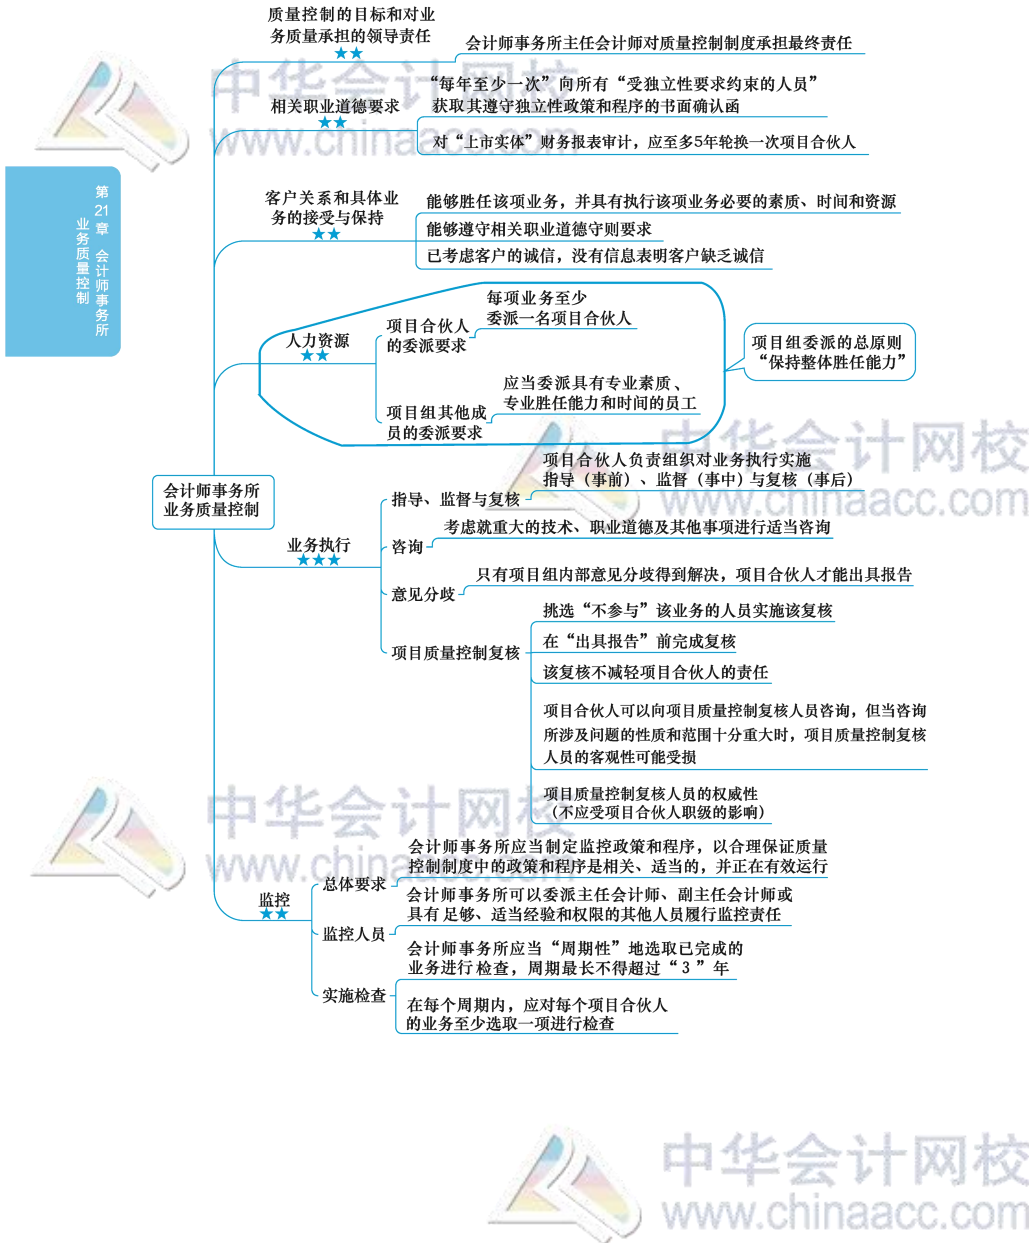 第21章 会计师事务所
业务质量控制
会计师事务所
业务质量控制
质量控制的目标和对业
务质量承担的领导责任
★★
会计师事务所主任会计师对质量控制制度承担最终责任
相关职业道德要求
★★
“每年至少一次”向所有“受独立性要求约束的人员”
获取其遵守独立性政策和程序的书面确认函
对“上市实体”财务报表审计，应至多5年轮换一次项目合伙人
客户关系和具体业
务的接受与保持
★★
能够胜任该项业务，并具有执行该项业务必要的素质、时间和资源
能够遵守相关职业道德守则要求
已考虑客户的诚信，没有信息表明客户缺乏诚信
人力资源
★★
项目合伙人
的委派要求
每项业务至少
委派一名项目合伙人
项目组其他成
员的委派要求
应当委派具有专业素质、
专业胜任能力和时间的员工
项目组委派的总原则
“保持整体胜任能力”
业务执行
★★★
指导、监督与复核
项目合伙人负责组织对业务执行实施
指导（事前）、监督（事中）与复核（事后）
咨询
考虑就重大的技术、职业道德及其他事项进行适当咨询
意见分歧
只有项目组内部意见分歧得到解决，项目合伙人才能出具报告
项目质量控制复核
挑选“不参与”该业务的人员实施该复核
在“出具报告”前完成复核
该复核不减轻项目合伙人的责任
项目合伙人可以向项目质量控制复核人员咨询，但当咨询
所涉及问题的性质和范围十分重大时，项目质量控制复核
人员的客观性可能受损
项目质量控制复核人员的权威性
（不应受项目合伙人职级的影响）
监控
★★
总体要求
会计师事务所应当制定监控政策和程序，以合理保证质量
控制制度中的政策和程序是相关、适当的，并正在有效运行
监控人员
会计师事务所可以委派主任会计师、副主任会计师或
具有足够、适当经验和权限的其他人员履行监控责任
实施检查
会计师事务所应当“周期性”地选取已完成的
业务进行检查，周期最长不得超过“3”年
在每个周期内，应对每个项目合伙人
的业务至少选取一项进行检查
中华会计网校
www.chinaacc.com
中华会计网校
www.chinaacc.com
中华会计网校
www.chinaacc.com
中华会计网校
www.chinaacc.com